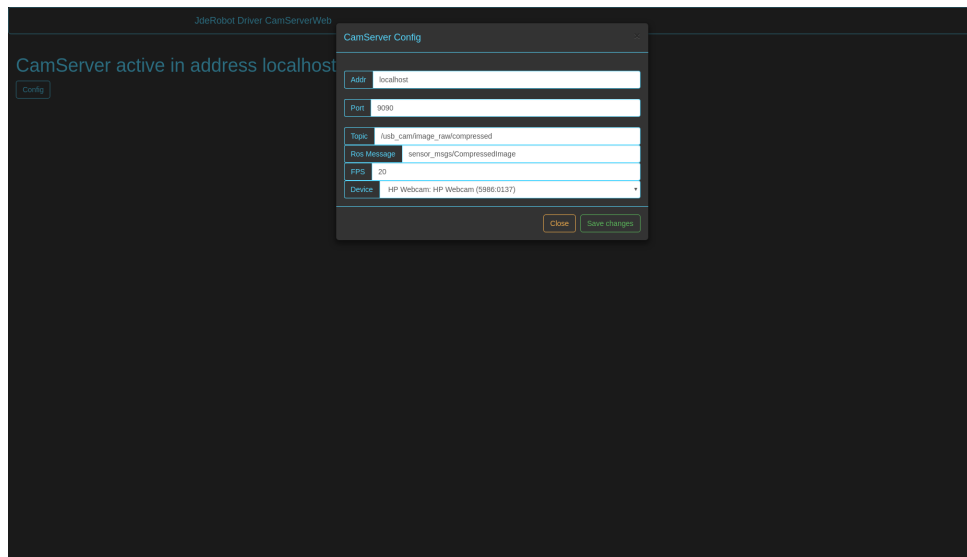 JdeRobot Driver CamServerWeb
CamServer active in address localhost
Config
CamServer Config
Addr localhost
Port 9090
Topic /usb_cam/image_raw/compressed
Ros Message sensor_msgs/CompressedImage
FPS 20
Device HP Webcam: HP Webcam (5986:0137)
Close Save changes